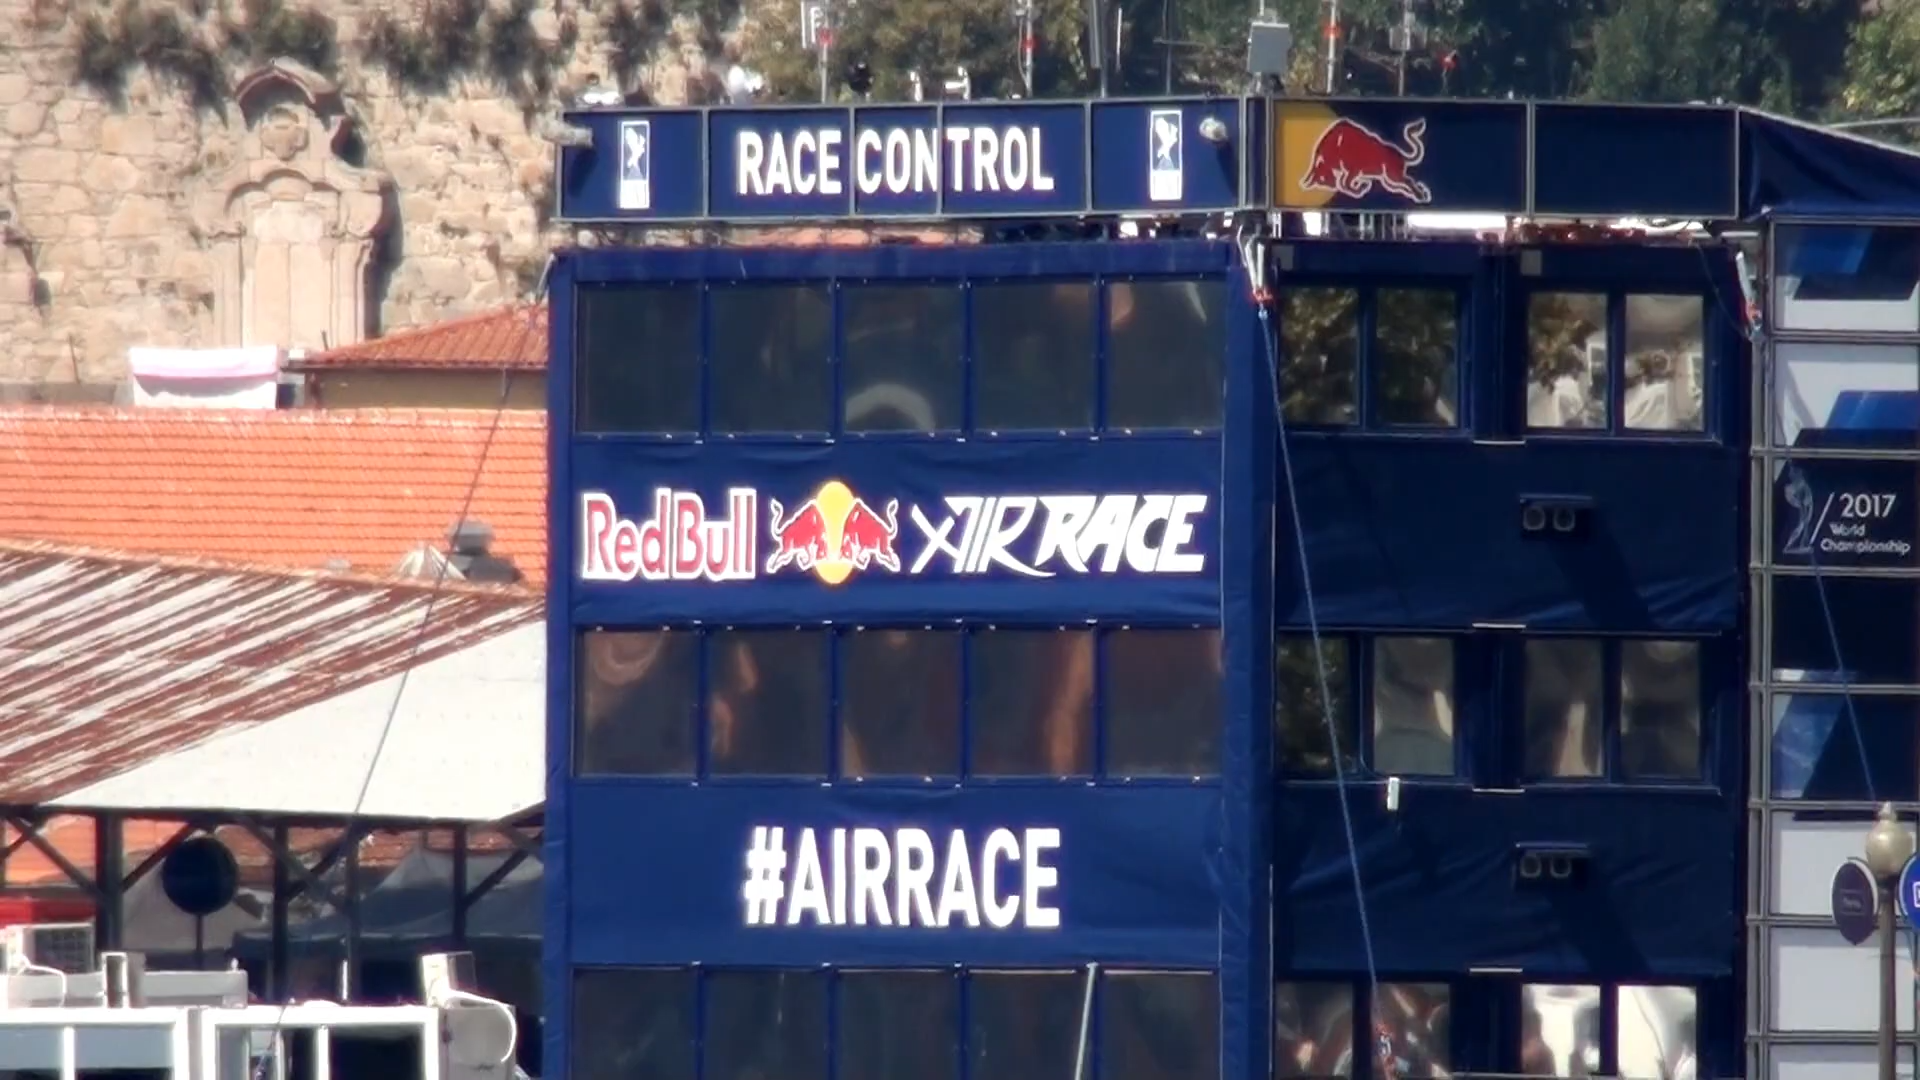 RACE CONTROL
Red Bull AIR RACE
/ 2017
World
Championship
#AIRRACE